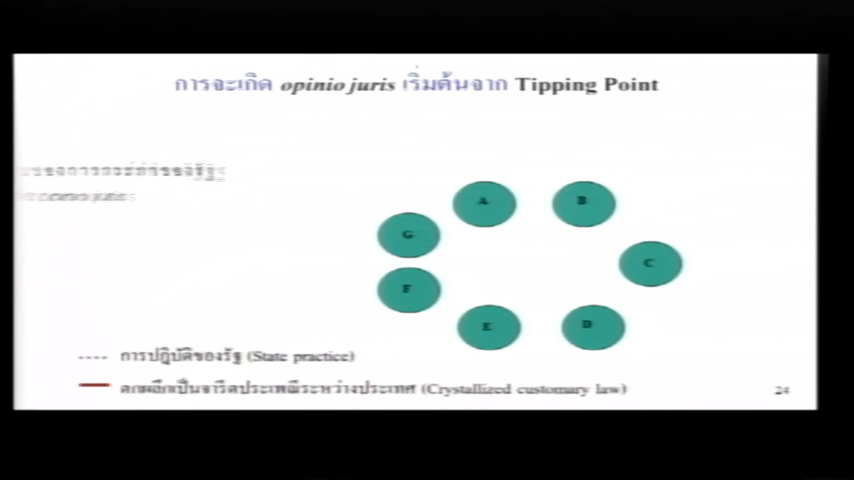 การจะเกิด opinio juris เริ่มต้นจาก Tipping Point
A
B
G
C
F
E
D
การปฏิบัติของรัฐ (State practice)
ตกผลึกเป็นจารีตประเพณีระหว่างประเทศ (Crystallized customary law)
24